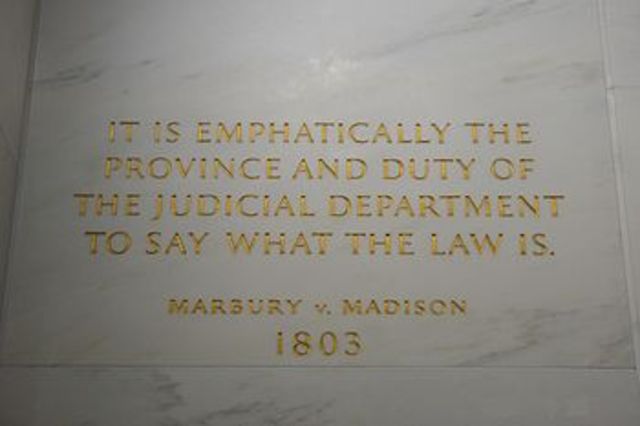 IT IS EMPHATICALLY THE
PROVINCE AND DUTY OF
THE JUDICIAL DEPARTMENT
TO SAY WHAT THE LAW IS.
MARBURY v. MADISON
1803